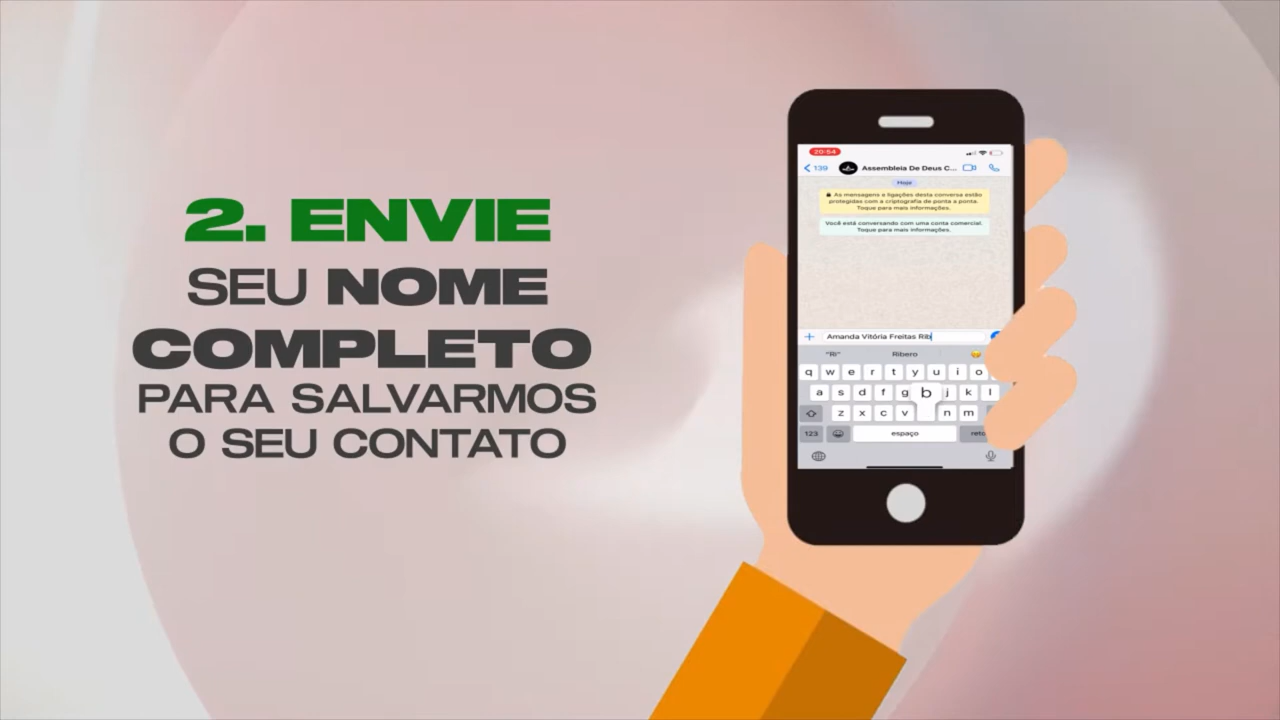 2. ENVIE
SEU NOME
COMPLETO
PARA SALVARMOS
O SEU CONTATO
20:54
139
Assembleia De Deus C...
Hoje
As mensagens e ligações desta conversa estão
protegidas com a criptografia de ponta a ponta.
Toque para mais informações.
Você está conversando com uma conta comercial.
Toque para mais informações.
Amanda Vitória Freitas Rib
"Ri" Ribero
q w e r t y u i o
a s d f g b j k l
z x c v n m
123 espaço reto